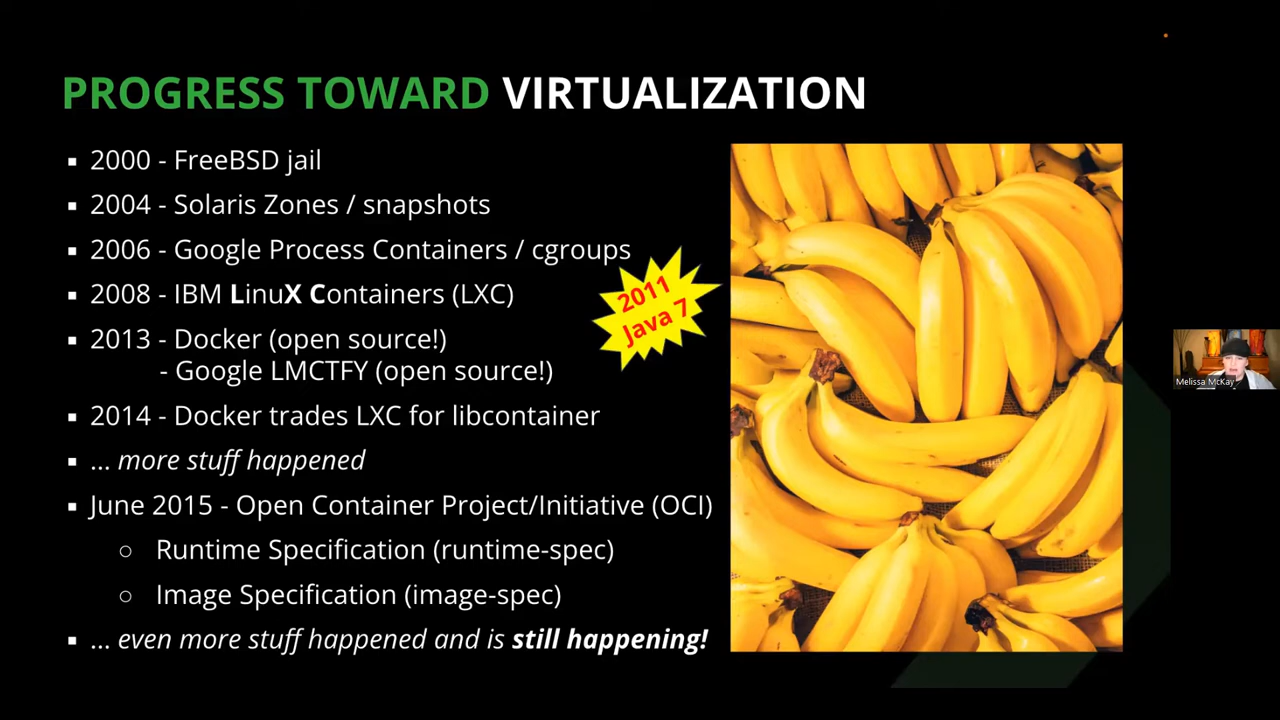 PROGRESS TOWARD VIRTUALIZATION
2000 - FreeBSD jail
2004 - Solaris Zones / snapshots
2006 - Google Process Containers / cgroups
2008 - IBM LinuX Containers (LXC)
2011
Java 7
2013 - Docker (open source!)
- Google LMCTFY (open source!)
2014 - Docker trades LXC for libcontainer
... more stuff happened
June 2015 - Open Container Project/Initiative (OCI)
Runtime Specification (runtime-spec)
Image Specification (image-spec)
... even more stuff happened and is still happening!
Melissa McKay